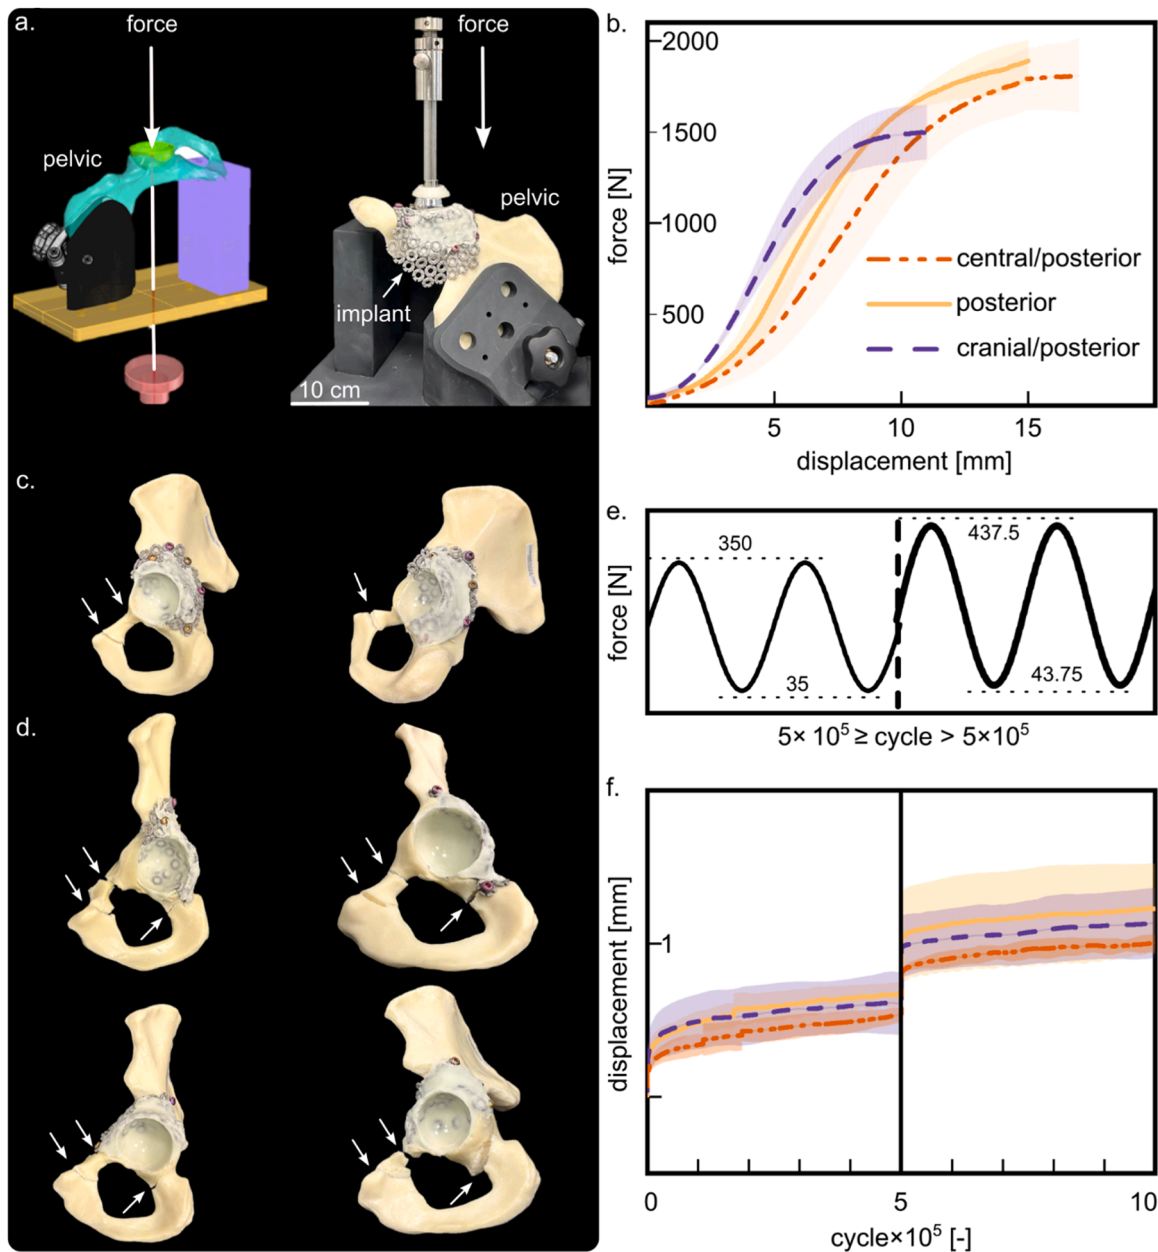 a.
force
force
pelvic
pelvic
implant
10 cm
b.
2000
1500
1000
500
force [N]
central/posterior
posterior
cranial/posterior
5
10
15
displacement [mm]
c.
d.
e.
350
437.5
35
43.75
force [N]
5× 10⁵ ≥ cycle > 5×10⁵
f.
displacement [mm]
1
0
5
10
cycle×10⁵ [-]